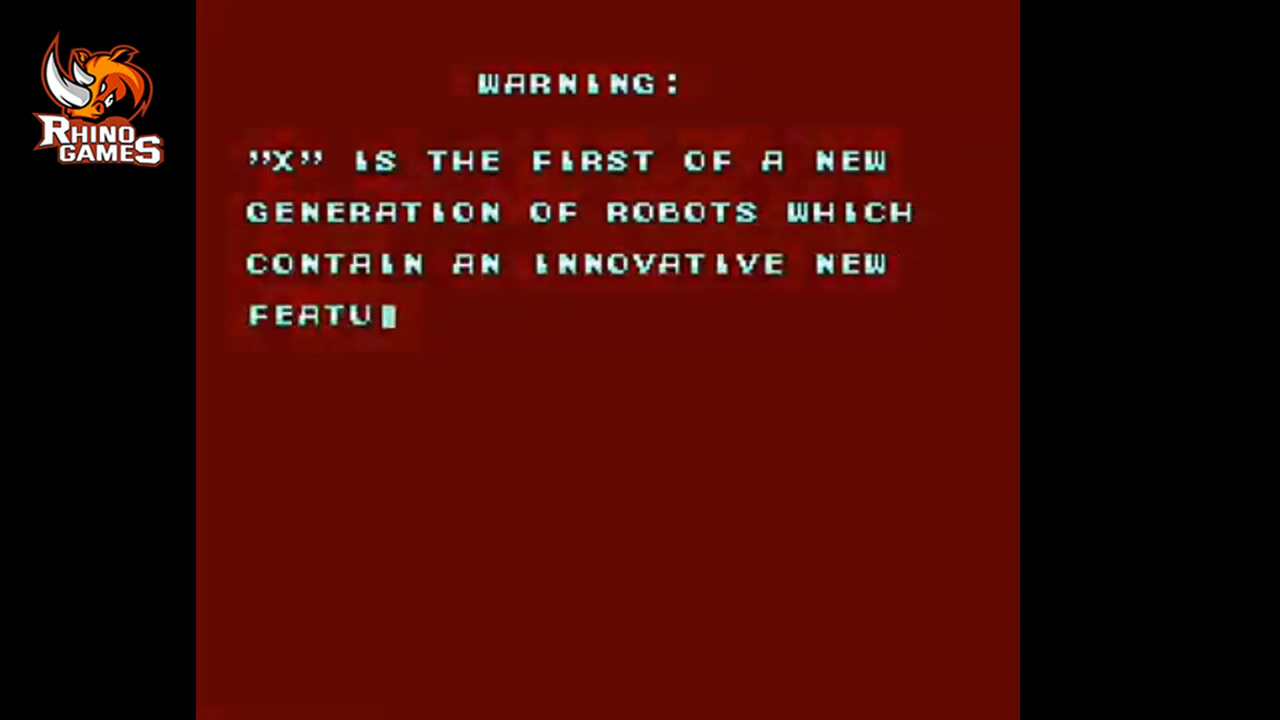 RHINO
GAMES
WARNING:
"X" IS THE FIRST OF A NEW
GENERATION OF ROBOTS WHICH
CONTAIN AN INNOVATIVE NEW
FEATU